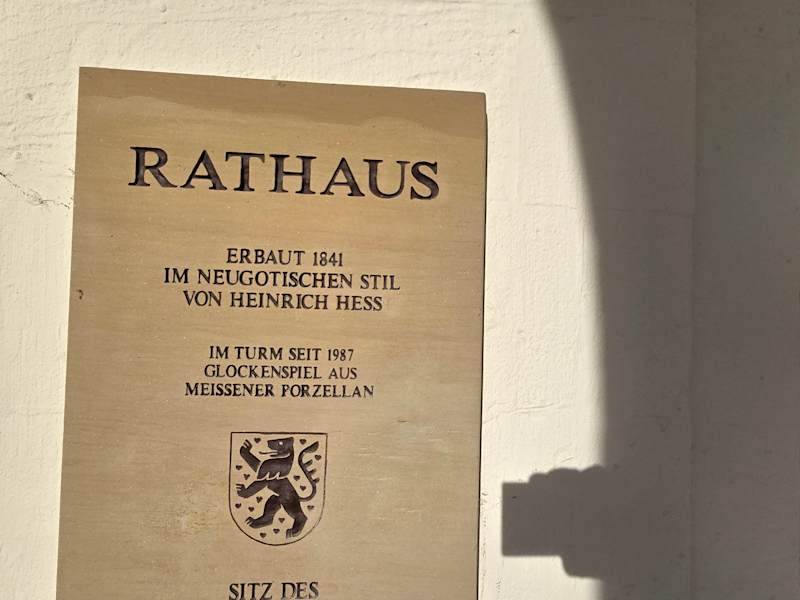 RATHAUS
ERBAUT 1841
IM NEUGOTISCHEN STIL
VON HEINRICH HESS
IM TURM SEIT 1987
GLOCKENSPIEL AUS
MEISSENER PORZELLAN
SITZ DES